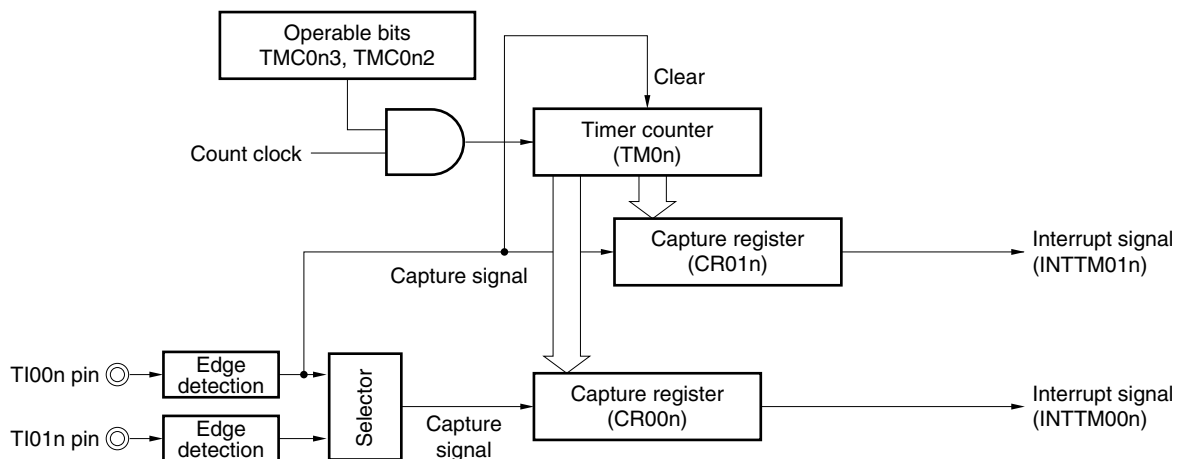 Operable bits
TMC0n3, TMC0n2
Clear
Timer counter
(TM0n)
Count clock
Capture register
(CR01n)
Interrupt signal
(INTTM01n)
Capture signal
TI00n pin
Edge
detection
Selector
Capture register
(CR00n)
Interrupt signal
(INTTM00n)
TI01n pin
Edge
detection
Capture
signal